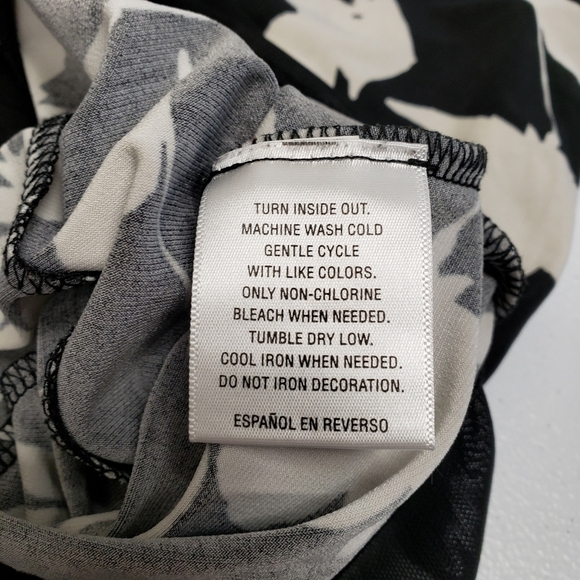 TURN INSIDE OUT.
MACHINE WASH COLD
GENTLE CYCLE
WITH LIKE COLORS.
ONLY NON-CHLORINE
BLEACH WHEN NEEDED.
TUMBLE DRY LOW.
COOL IRON WHEN NEEDED.
DO NOT IRON DECORATION.
ESPAÑOL EN REVERSO